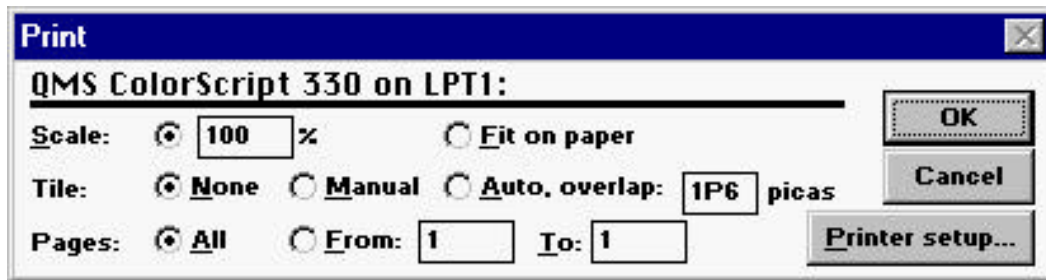 Print
QMS ColorScript 330 on LPT1:
Scale: 100 % Fit on paper
OK
Tile: None Manual Auto, overlap: 1P6 picas
Cancel
Pages: All From: 1 To: 1
Printer setup...